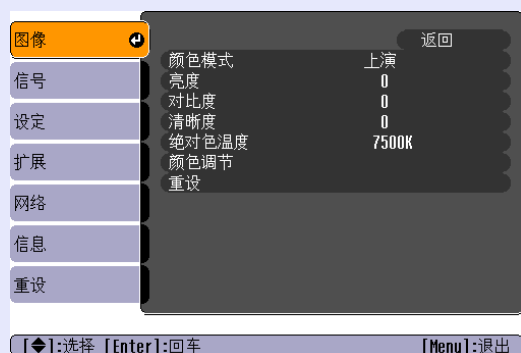 图像
信号
设定
扩展
网络
信息
重设
返回
颜色模式 上演
亮度 0
对比度 0
清晰度 0
绝对色温度 7500K
颜色调节
重设
[◆]:选择 [Enter]:回车 [Menu]:退出